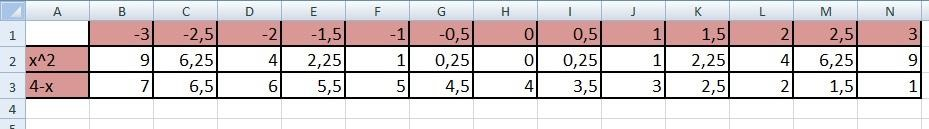 A B C D E F G H I J K L M N
1 -3 -2,5 -2 -1,5 -1 -0,5 0 0,5 1 1,5 2 2,5 3
2 x^2 9 6,25 4 2,25 1 0,25 0 0,25 1 2,25 4 6,25 9
3 4-x 7 6,5 6 5,5 5 4,5 4 3,5 3 2,5 2 1,5 1
4
5